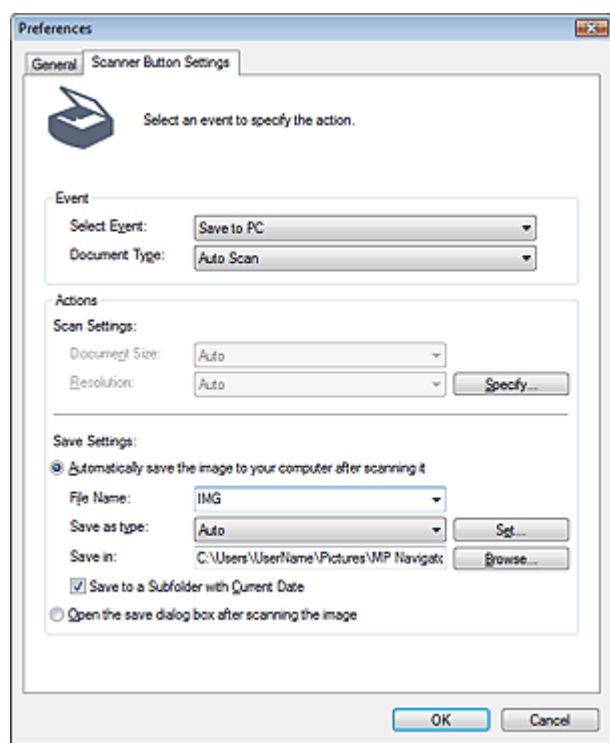 Preferences
General Scanner Button Settings
Select an event to specify the action.
Event
Select Event: Save to PC
Document Type: Auto Scan
Actions
Scan Settings:
Document Size: Auto
Resolution: Auto Specify...
Save Settings:
Automatically save the image to your computer after scanning it
File Name: IMG
Save as type: Auto Set...
Save in: C:\Users\UserName\Pictures\MP Navigato Browse...
Save to a Subfolder with Current Date
Open the save dialog box after scanning the image
OK Cancel